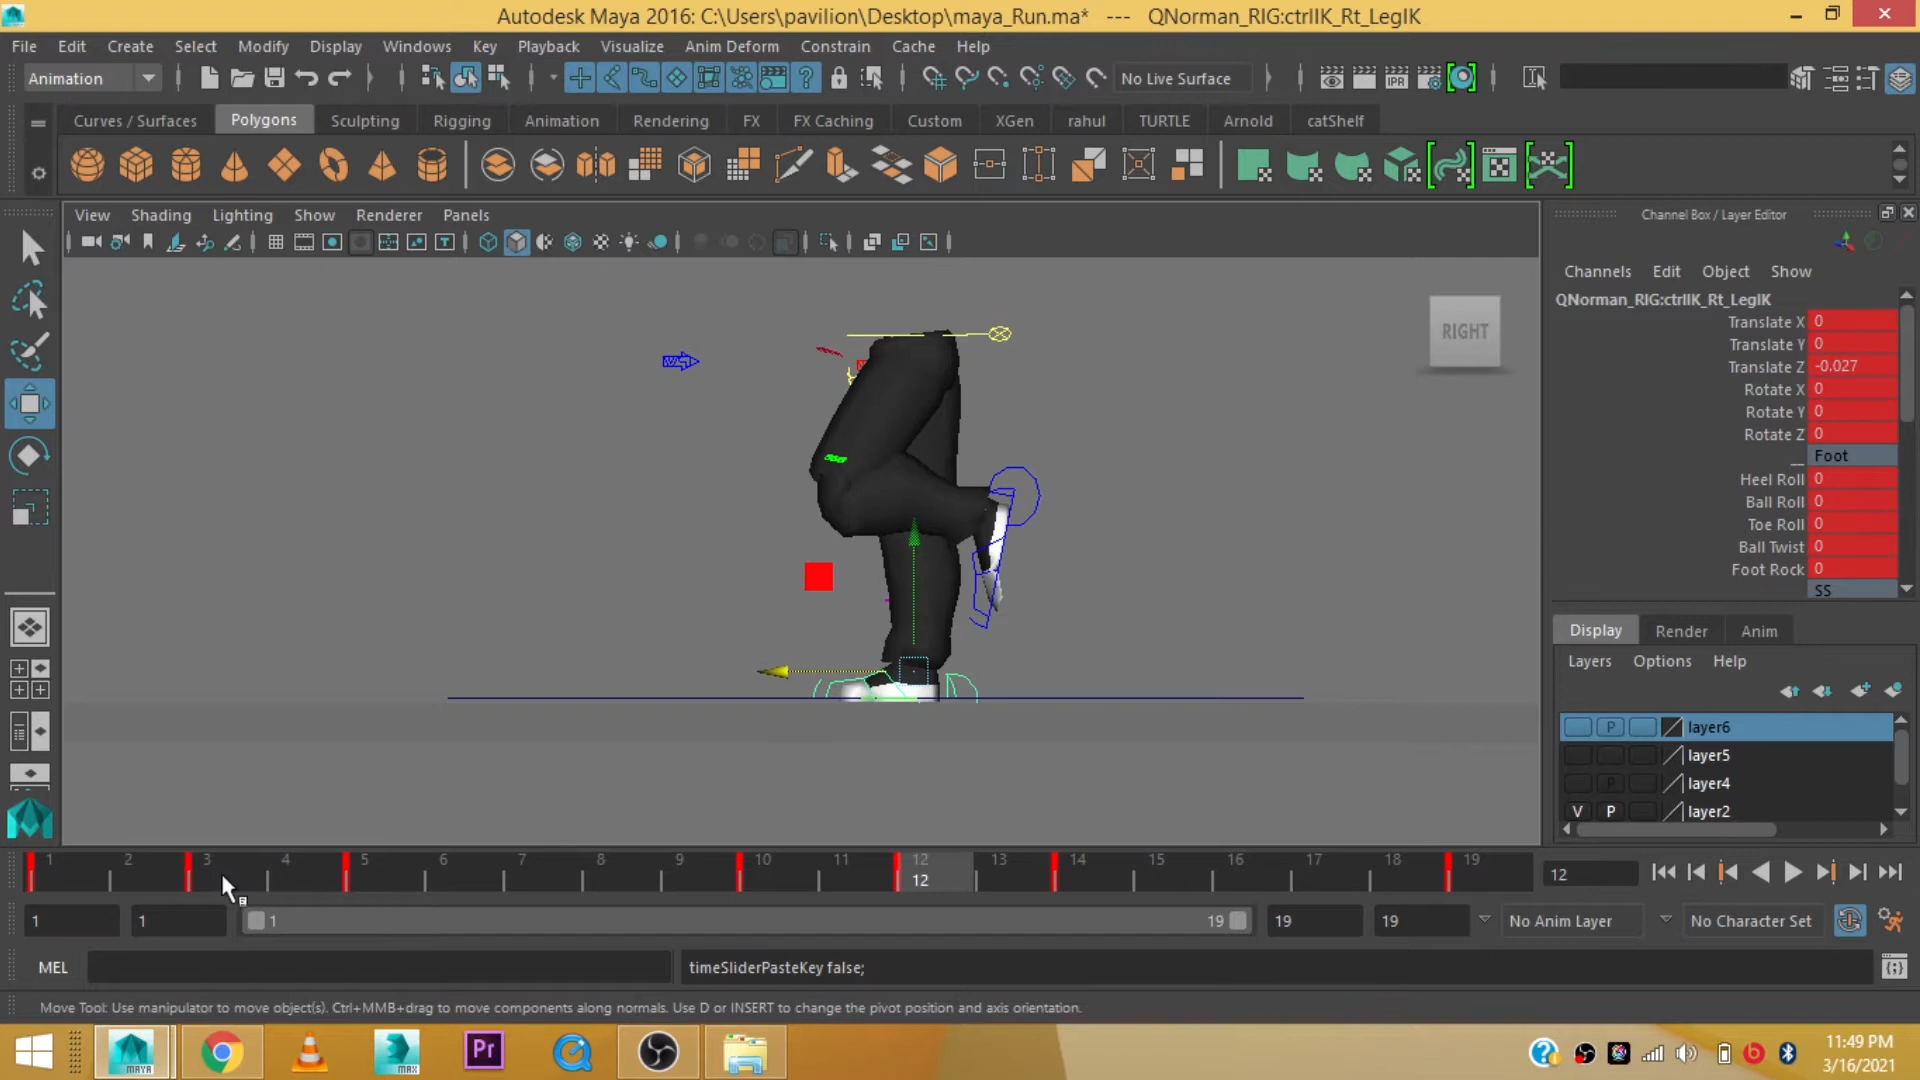 Autodesk Maya 2016: C:\Users\pavilion\Desktop\maya_Run.ma* --- QNorman_RIG:ctrlIK_Rt_LegIK
File Edit Create Select Modify Display Windows Key Playback Visualize Anim Deform Constrain Cache Help
Animation No Live Surface IPR
Curves / Surfaces Polygons Sculpting Rigging Animation Rendering FX FX Caching Custom XGen rahul TURTLE Arnold catShelf
View Shading Lighting Show Renderer Panels
RIGHT
Channel Box / Layer Editor
Channels Edit Object Show
QNorman_RIG:ctrlIK_Rt_LegIK
Translate X 0
Translate Y 0
Translate Z -0.027
Rotate X 0
Rotate Y 0
Rotate Z 0
__ Foot
Heel Roll 0
Ball Roll 0
Toe Roll 0
Ball Twist 0
Foot Rock 0
SS
Display Render Anim
Layers Options Help
P layer6
layer5
P layer4
V P layer2
1 2 3 4 5 6 7 8 9 10 11 12 13 14 15 16 17 18 19
12
12
1 1 1 19 19 19 No Anim Layer No Character Set
MEL timeSliderPasteKey false;
Move Tool: Use manipulator to move object(s). Ctrl+MMB+drag to move components along normals. Use D or INSERT to change the pivot position and axis orientation.
MAYA MAX Pr
11:49 PM
3/16/2021